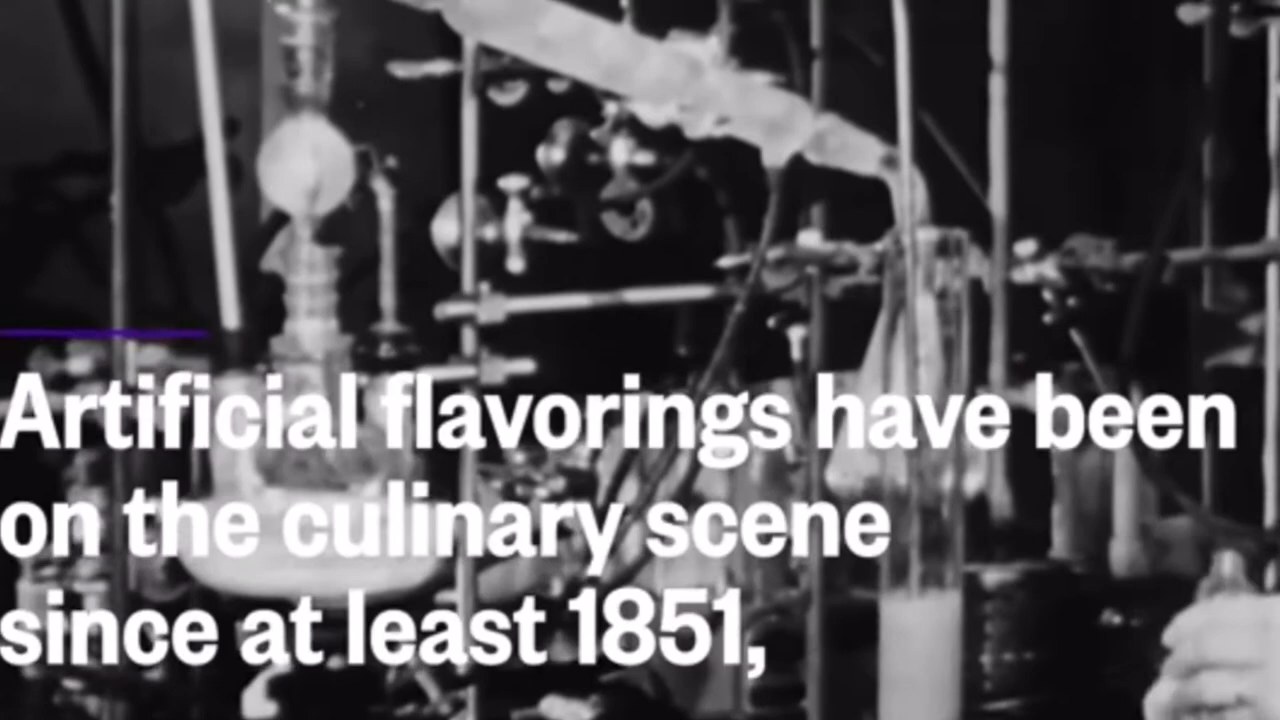 Artificial flavorings have been
on the culinary scene
since at least 1851,